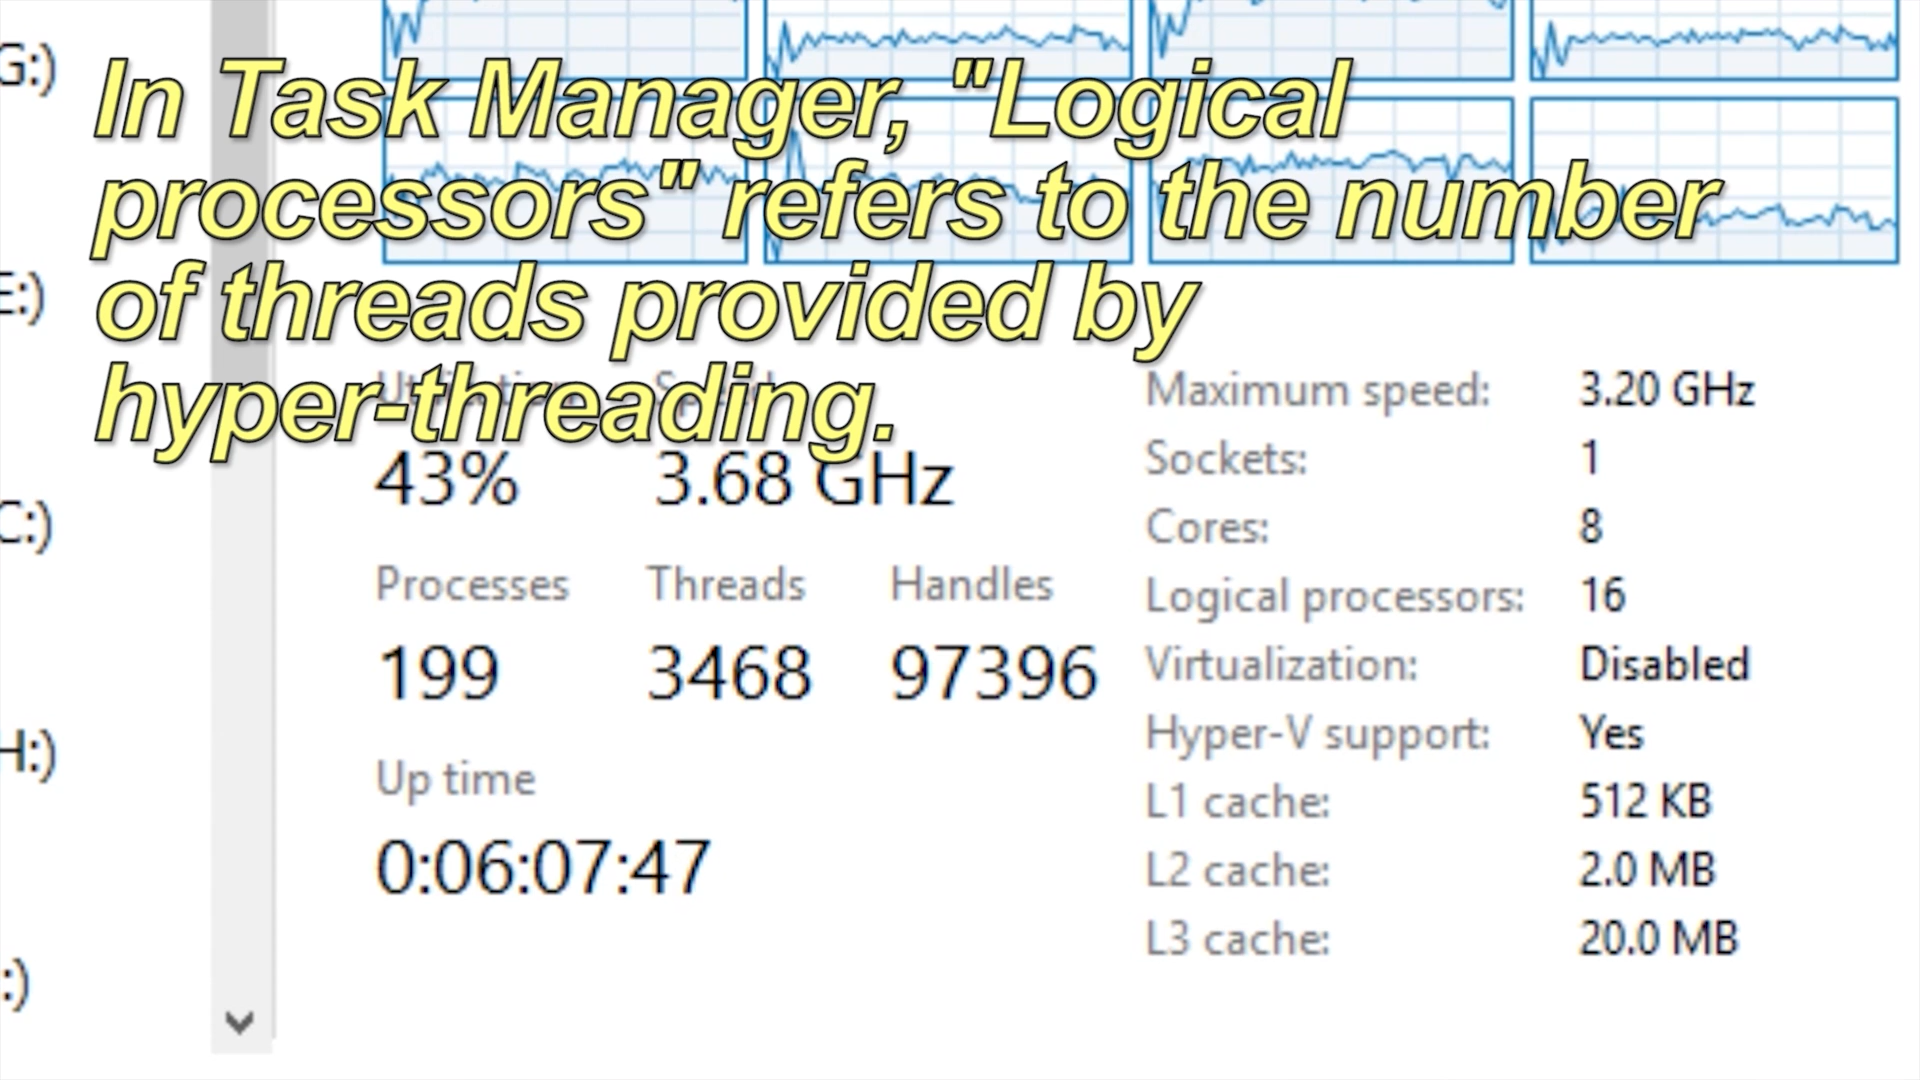 G:)
In Task Manager, "Logical
processors" refers to the number
of threads provided by
hyper-threading.
E:)
C:)
H:)
:)
Utilization Speed
43% 3.68 GHz
Processes Threads Handles
199 3468 97396
Up time
0:06:07:47
Maximum speed: 3.20 GHz
Sockets: 1
Cores: 8
Logical processors: 16
Virtualization: Disabled
Hyper-V support: Yes
L1 cache: 512 KB
L2 cache: 2.0 MB
L3 cache: 20.0 MB